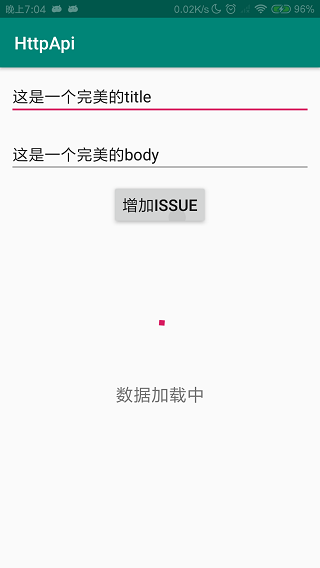 晚上7:04 0.02K/s 96%
HttpApi
这是一个完美的title
这是一个完美的body
增加ISSUE
数据加载中